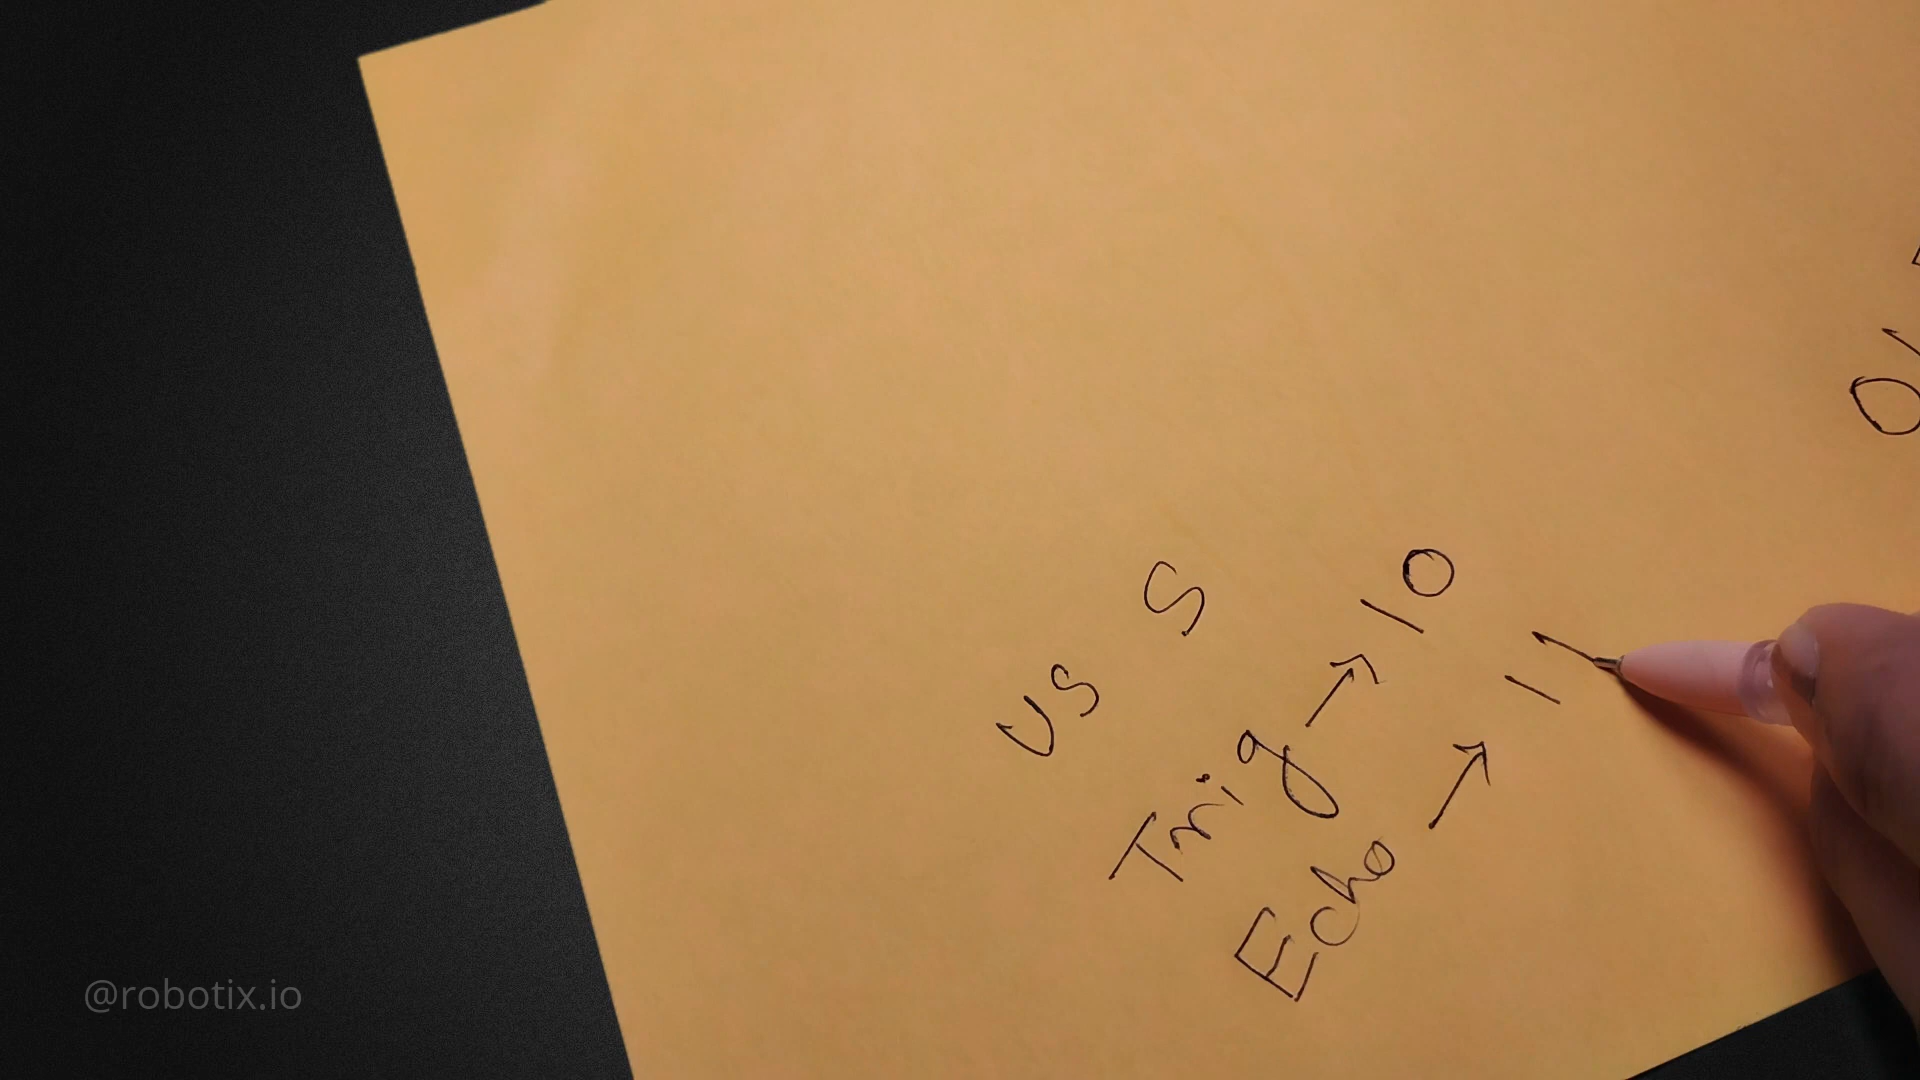 US S
Trig → 10
Echo → 11
@robotix.io